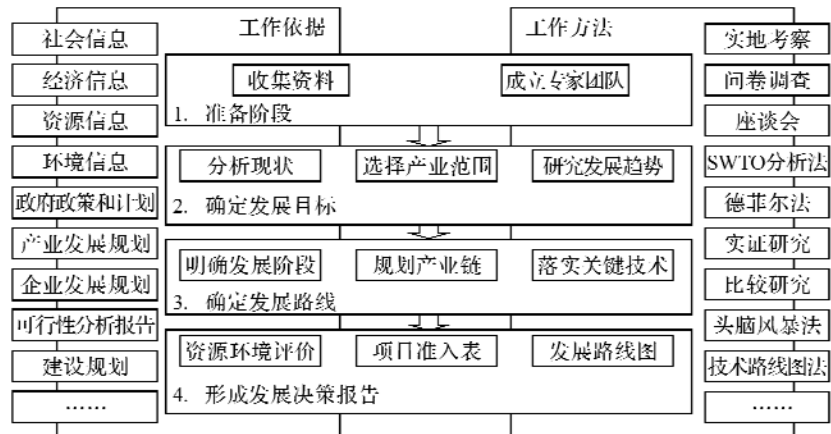 工作依据
工作方法
社会信息
经济信息
资源信息
环境信息
政府政策和计划
产业发展规划
企业发展规划
可行性分析报告
建设规划
……
收集资料
成立专家团队
1. 准备阶段
分析现状
选择产业范围
研究发展趋势
2. 确定发展目标
明确发展阶段
规划产业链
落实关键技术
3. 确定发展路线
资源环境评价
项目准入表
发展路线图
4. 形成发展决策报告
实地考察
问卷调查
座谈会
SWTO分析法
德菲尔法
实证研究
比较研究
头脑风暴法
技术路线图法
……